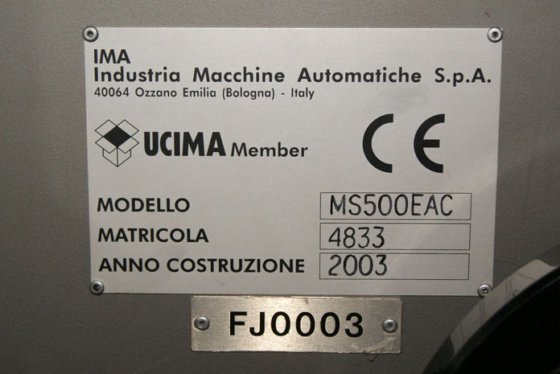 IMA
Industria Macchine Automatiche S.p.A.
40064 Ozzano Emilia (Bologna) - Italy
UCIMA Member CE
MODELLO MS500EAC
MATRICOLA 4833
ANNO COSTRUZIONE 2003
FJ0003